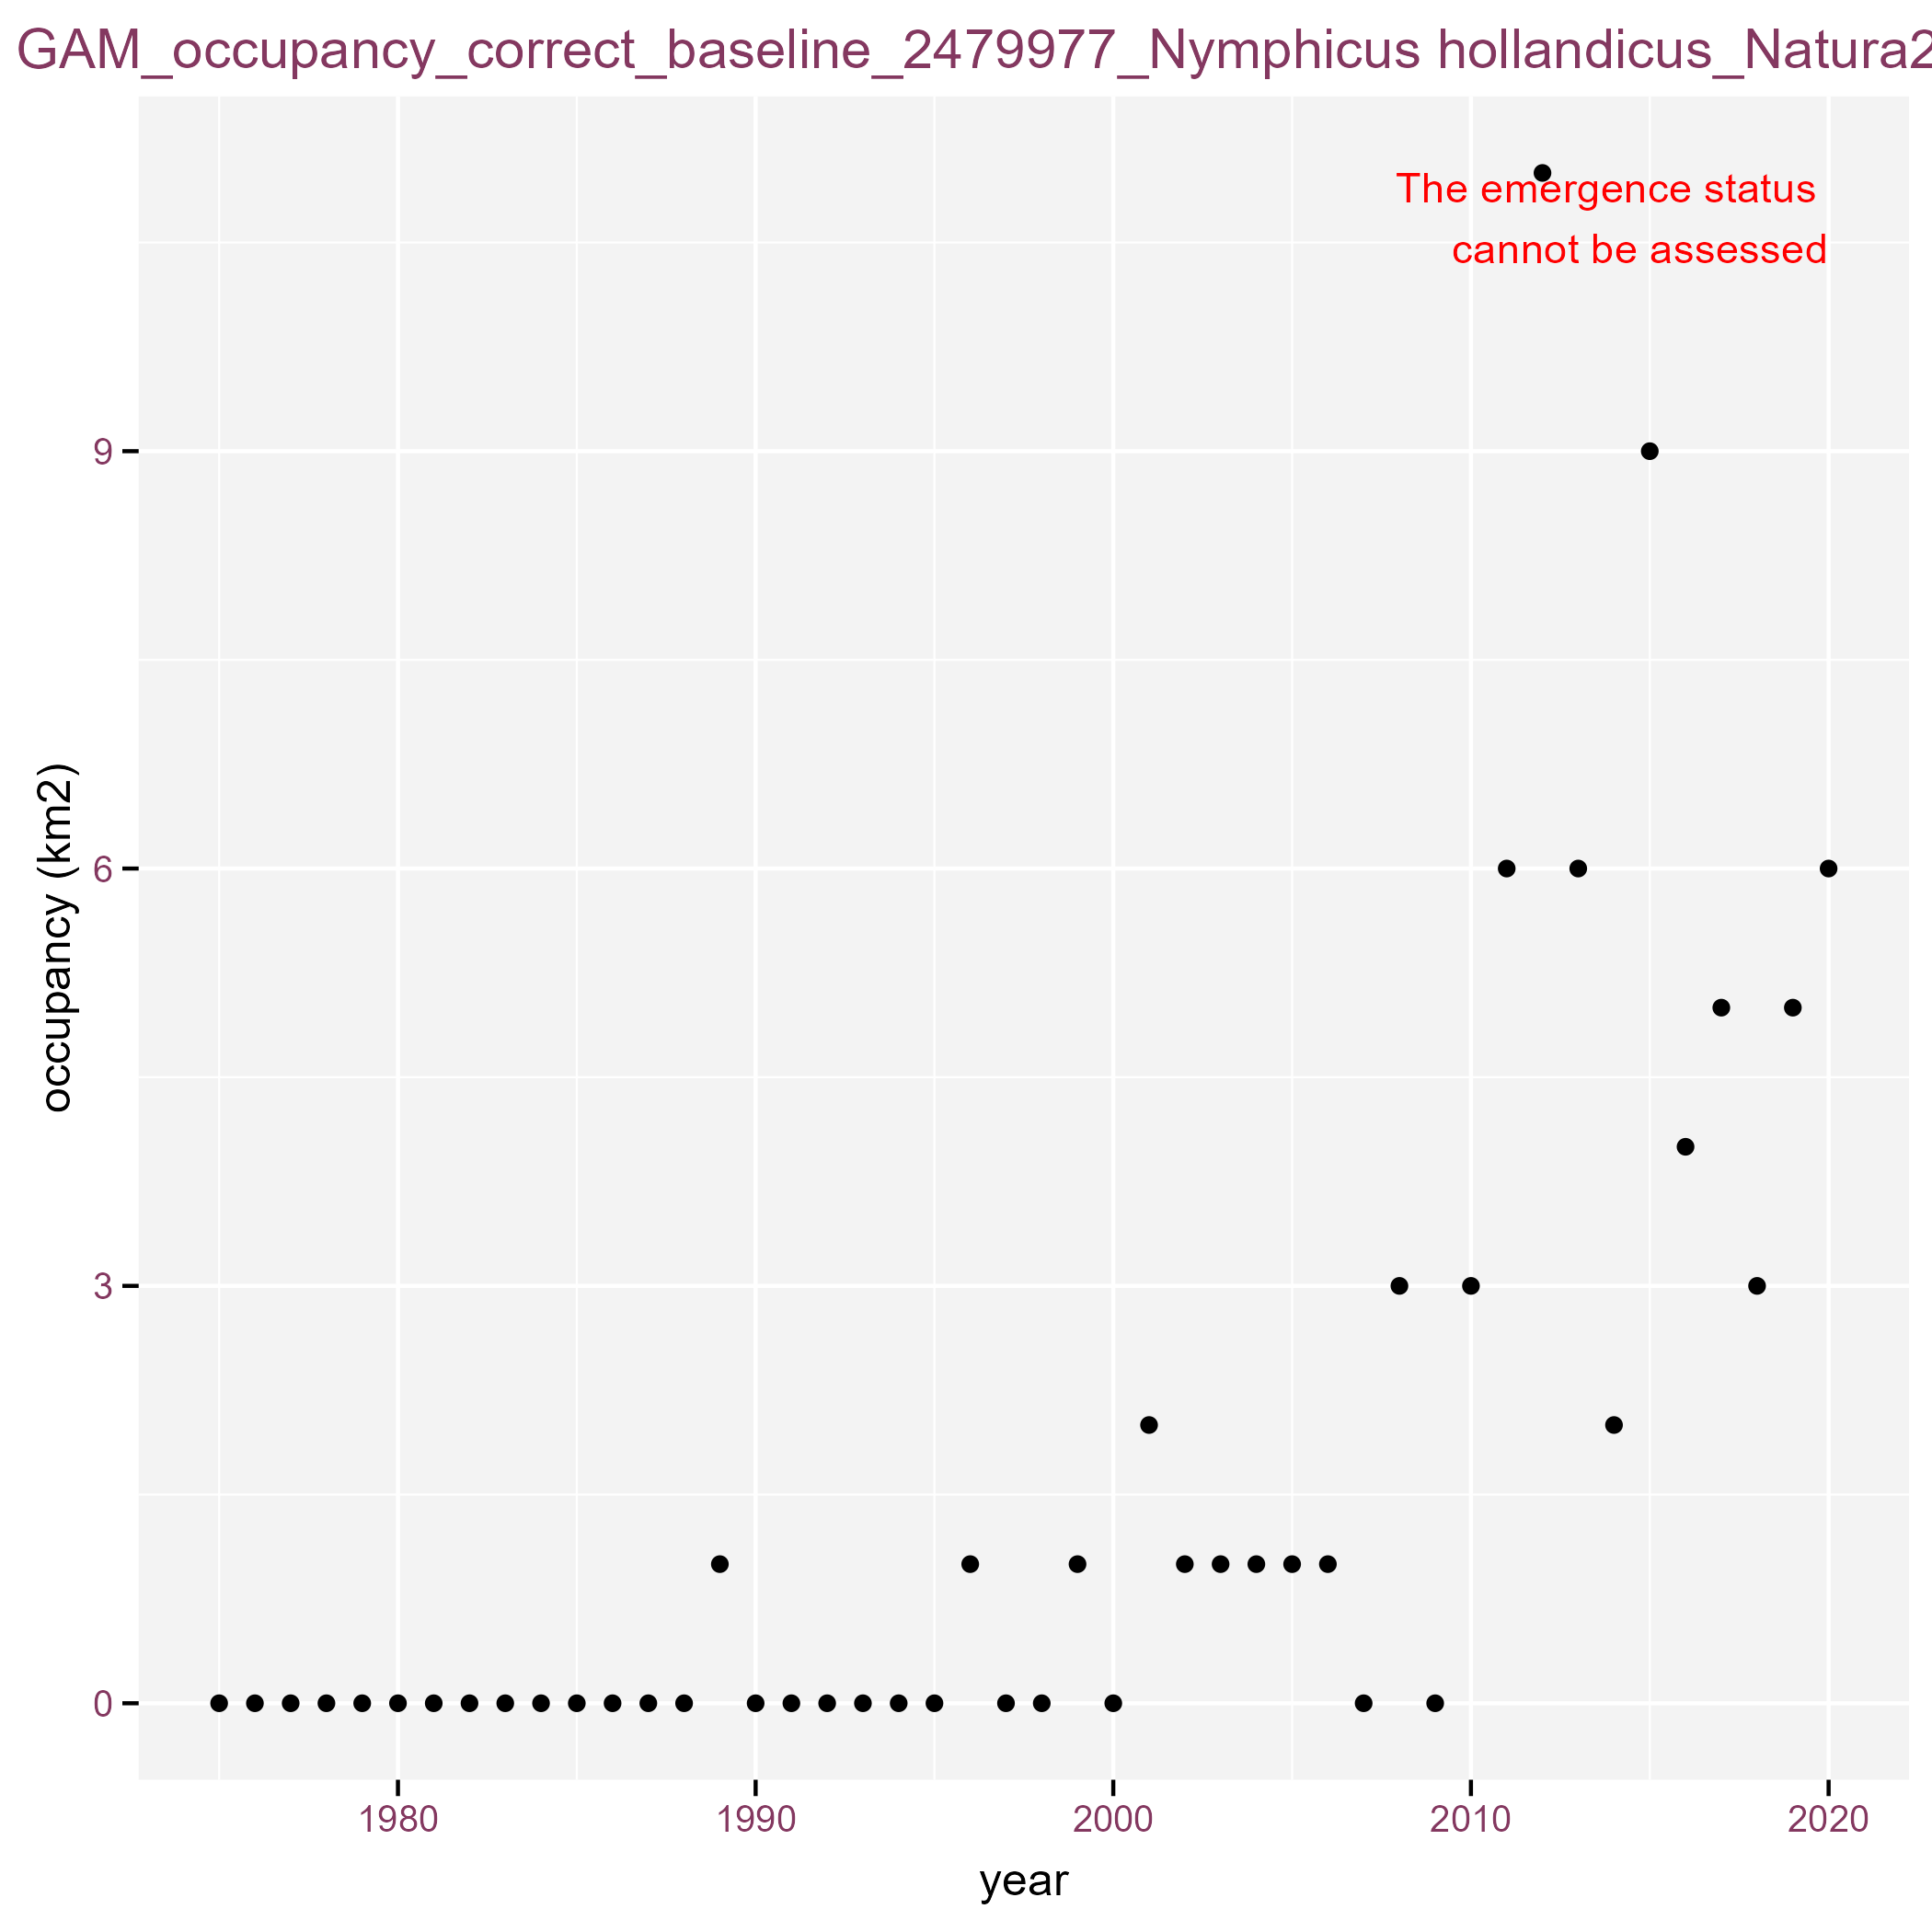 GAM_occupancy_correct_baseline_2479977_Nymphicus hollandicus_Natura2
The emergence status
cannot be assessed
9
6
3
0
occupancy (km2)
1980 1990 2000 2010 2020
year